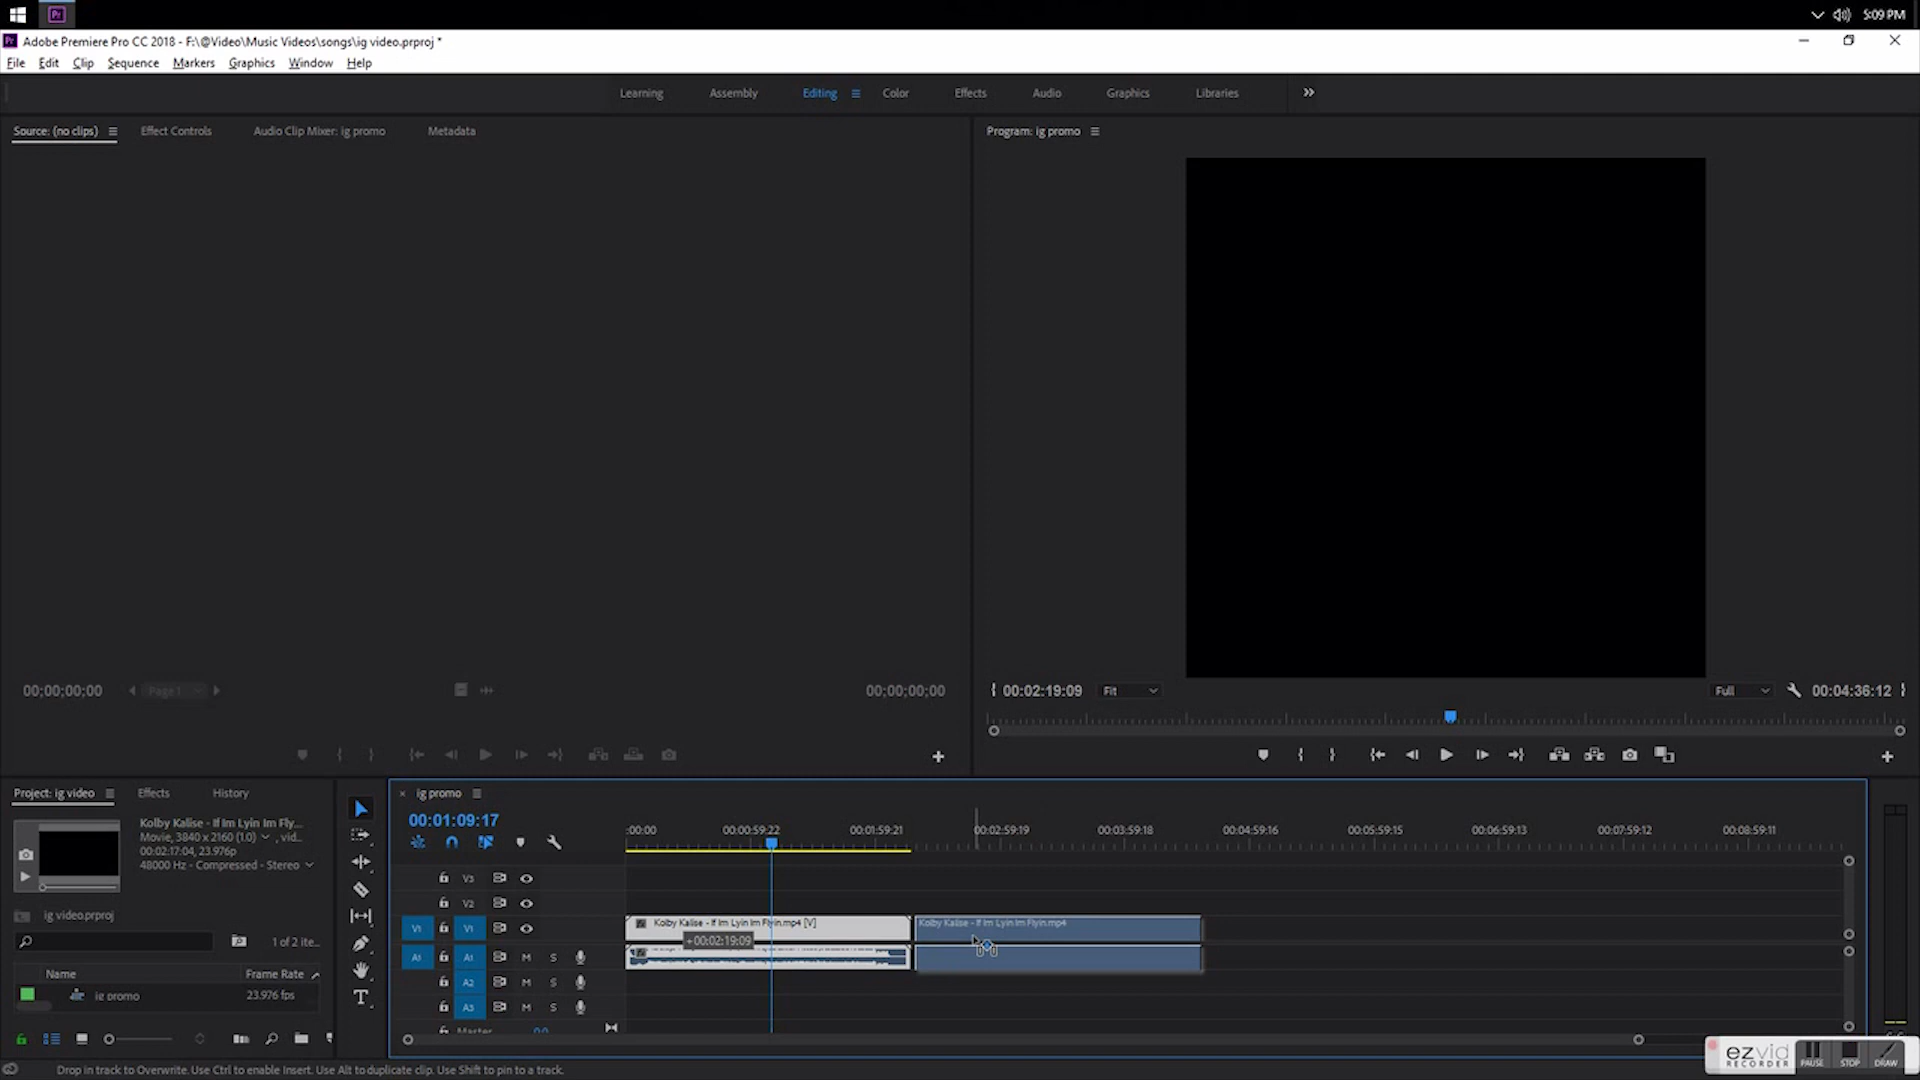 5:09 PM
Adobe Premiere Pro CC 2018 - F:\@Video\Music Videos\songs\ig video.prproj *
File Edit Clip Sequence Markers Graphics Window Help
Learning Assembly Editing Color Effects Audio Graphics Libraries
Source: (no clips) Effect Controls Audio Clip Mixer: ig promo Metadata
Program: ig promo
00;00;00;00 Page 1 00;00;00;00
00:02:19:09 Fit Full 00:04:36:12
Project: ig video Effects History
Kolby Kalise - If Im Lyin Im Fly...
Movie, 3840 x 2160 (1.0) , vid...
00:02:17:04, 23.976p
48000 Hz - Compressed - Stereo
ig video.prproj
1 of 2 ite...
Name Frame Rate
ig promo 23.976 fps
ig promo
00:01:09:17
:00:00 00:00:59:22 00:01:59:21 00:02:59:19 00:03:59:18 00:04:59:16 00:05:59:15 00:06:59:13 00:07:59:12 00:08:59:11
V3
V2
V1 V1 Kolby Kalise - If Im Lyin Im Flyin.mp4 [V] Kolby Kalise - If Im Lyin Im Flyin.mp4
+00:02:19:09
A1 A1 M S
A2 M S
A3 M S
Master 0.0
Drop in track to Overwrite. Use Ctrl to enable Insert. Use Alt to duplicate clip. Use Shift to pin to a track.
ezvid
RECORDER
PAUSE STOP DRAW